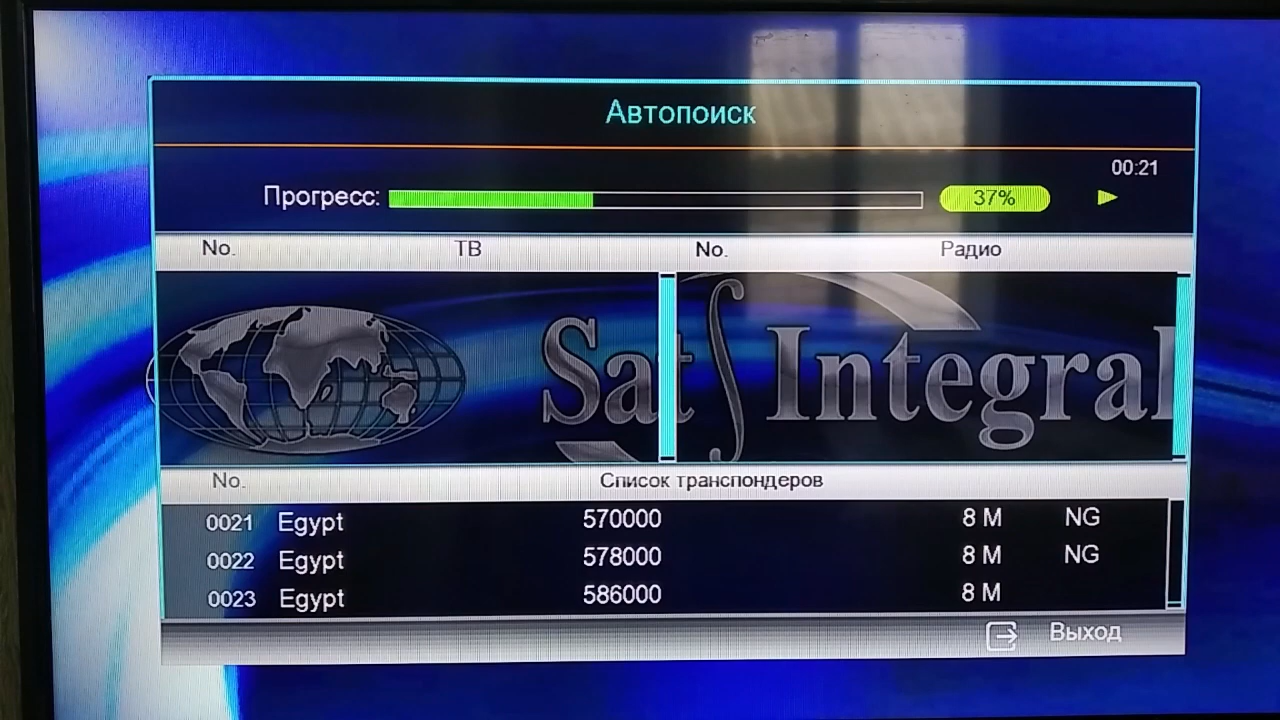 Автопоиск
00:21
Прогресс: 37%
No. ТВ No. Радио
Sat Integral
No. Список транспондеров
0021 Egypt 570000 8 M NG
0022 Egypt 578000 8 M NG
0023 Egypt 586000 8 M
Выход